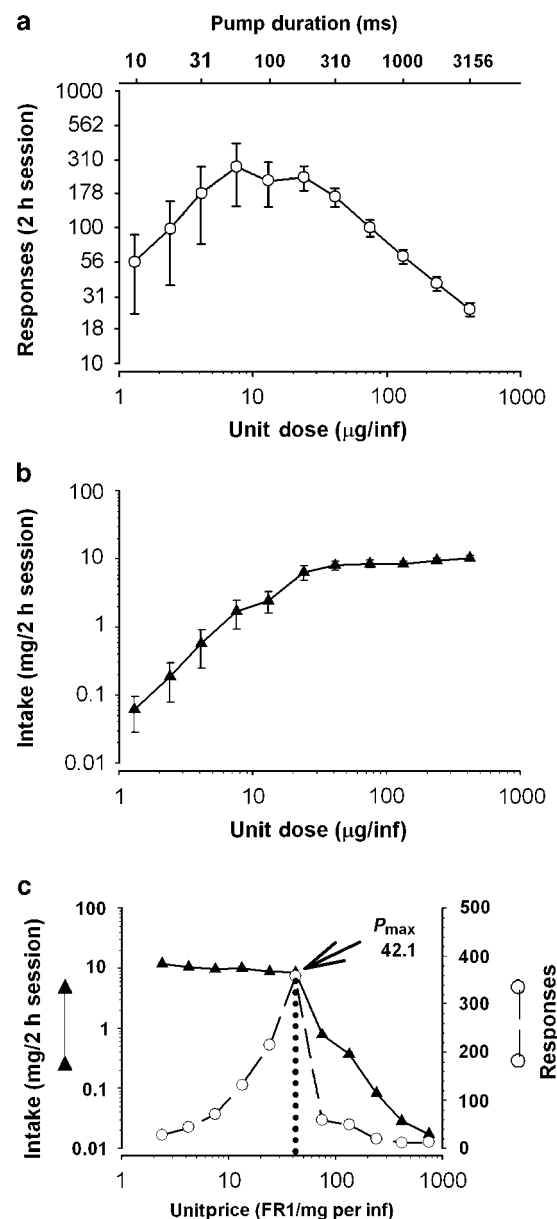 a
Pump duration (ms)
10 31 100 310 1000 3156
1000
562
310
178
100
56
31
18
10
Responses (2 h session)
1 10 100 1000
Unit dose (μg/inf)
b
10
1
0.1
0.01
Intake (mg/2 h session)
1 10 100 1000
Unit dose (μg/inf)
c
100
10
1
0.1
0.01
Intake (mg/2 h session)
Pmax
42.1
500
400
300
200
100
0
Responses
1 10 100 1000
Unitprice (FR1/mg per inf)